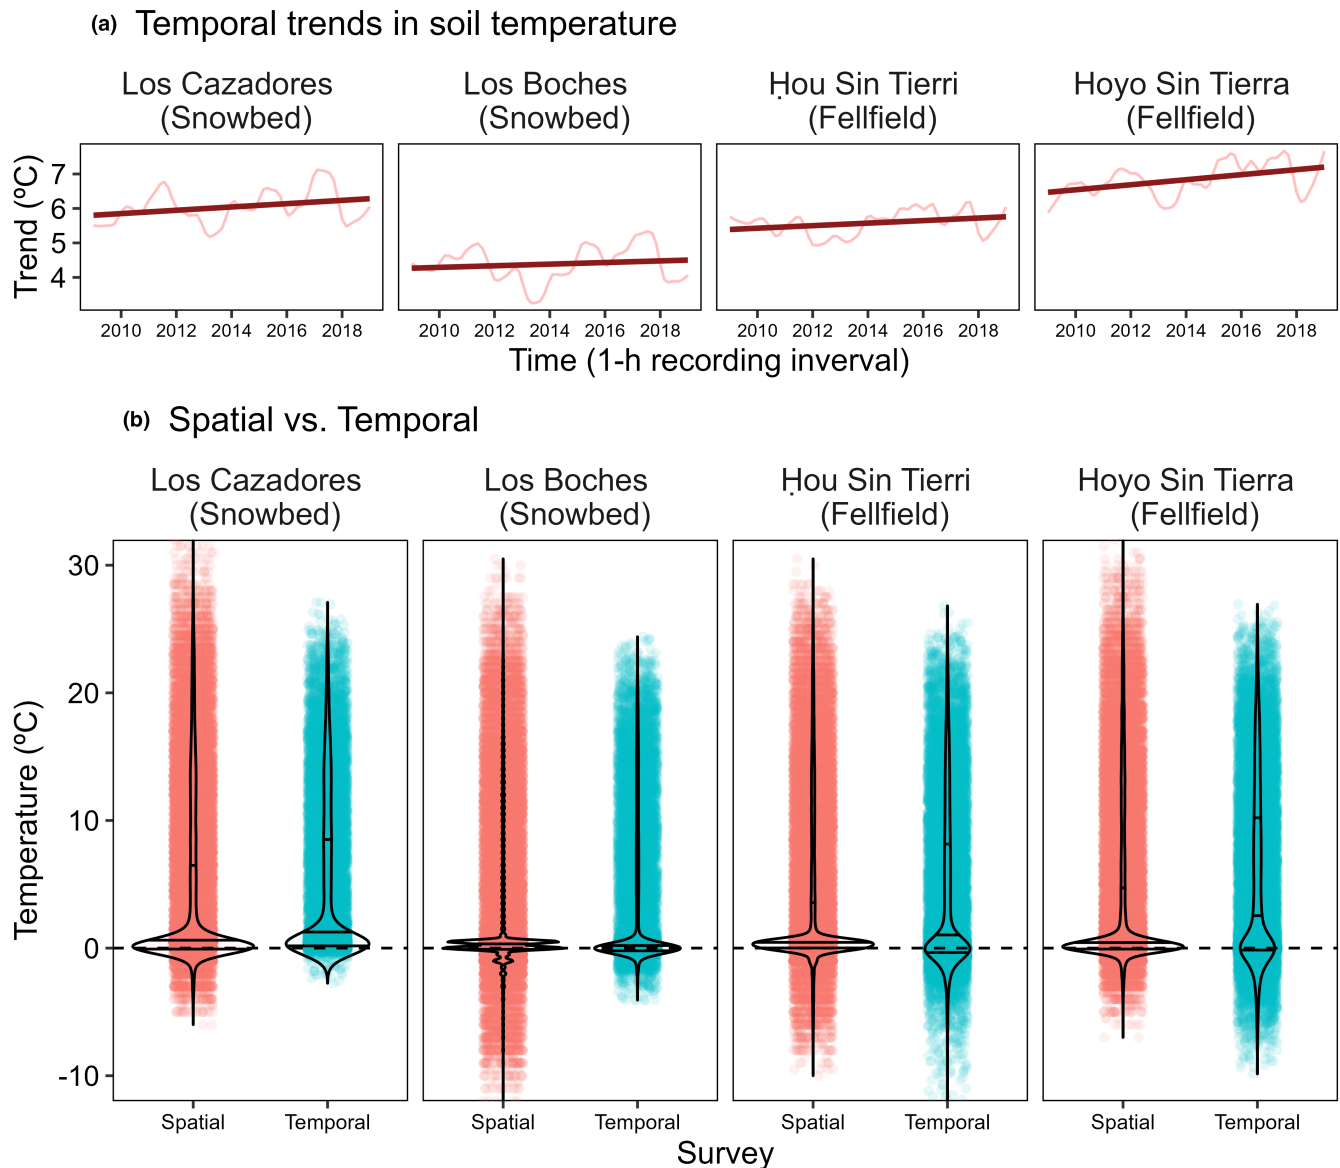 (a) Temporal trends in soil temperature
Los Cazadores
(Snowbed)
Los Boches
(Snowbed)
Ḥou Sin Tierri
(Fellfield)
Hoyo Sin Tierra
(Fellfield)
Trend (ºC)
7
6
5
4
2010 2012 2014 2016 2018
2010 2012 2014 2016 2018
2010 2012 2014 2016 2018
2010 2012 2014 2016 2018
Time (1-h recording inverval)
(b) Spatial vs. Temporal
Los Cazadores
(Snowbed)
Los Boches
(Snowbed)
Ḥou Sin Tierri
(Fellfield)
Hoyo Sin Tierra
(Fellfield)
Temperature (ºC)
30
20
10
0
-10
Spatial Temporal
Spatial Temporal
Spatial Temporal
Spatial Temporal
Survey